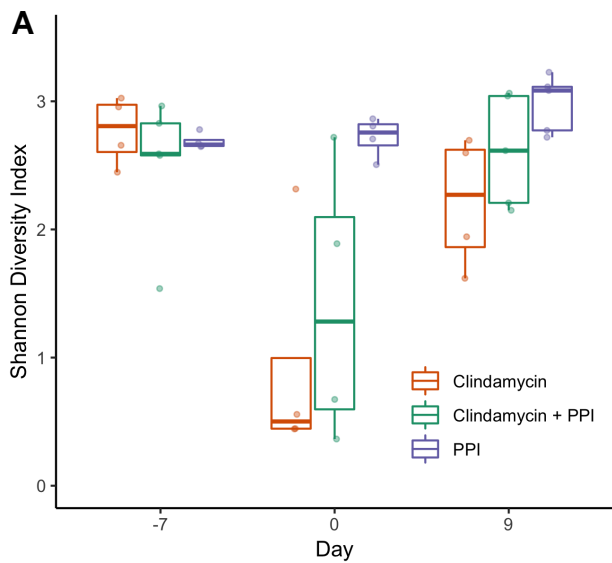 A
Shannon Diversity Index
3
2
1
0
Clindamycin
Clindamycin + PPI
PPI
-7 0 9
Day